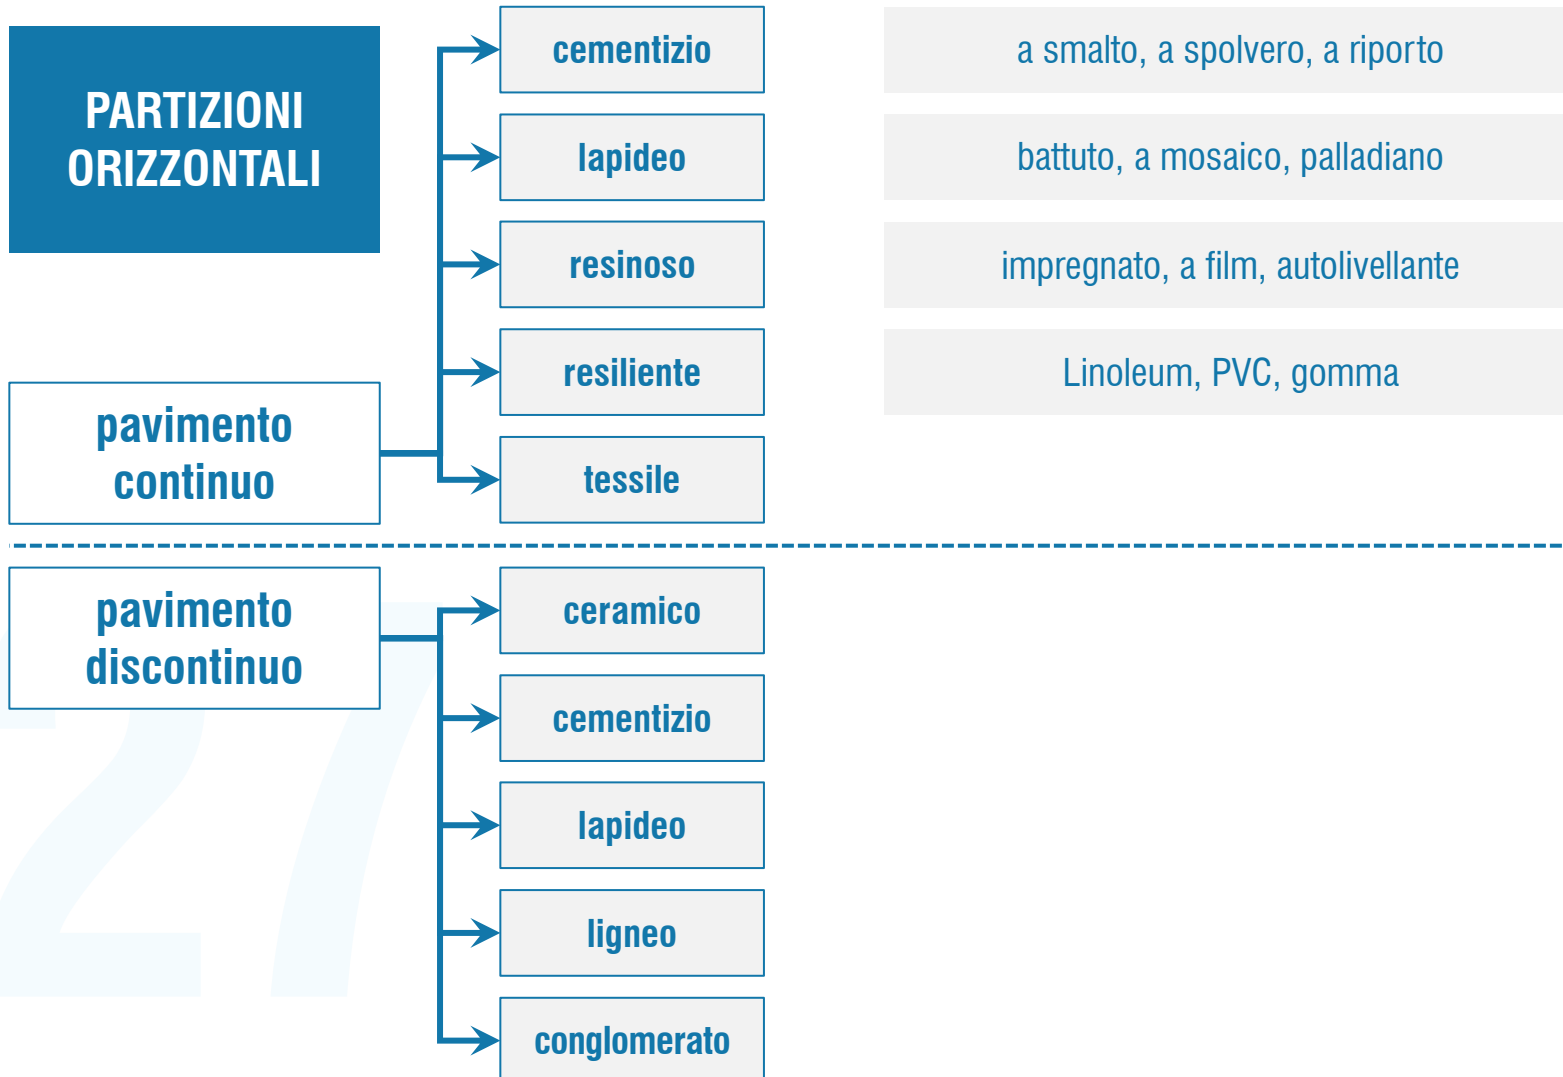 PARTIZIONI
ORIZZONTALI
pavimento
continuo
cementizio
a smalto, a spolvero, a riporto
lapideo
battuto, a mosaico, palladiano
resinoso
impregnato, a film, autolivellante
resiliente
Linoleum, PVC, gomma
tessile
pavimento
discontinuo
ceramico
cementizio
lapideo
ligneo
conglomerato
27